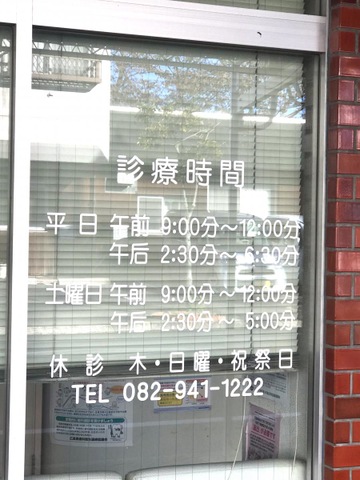 診療時間
平日 午前 9:00分～12:00分
午后 2:30分～6:30分
土曜日 午前 9:00分～12:00分
午后 2:30分～5:00分
休診 木・日曜・祝祭日
TEL 082-941-1222